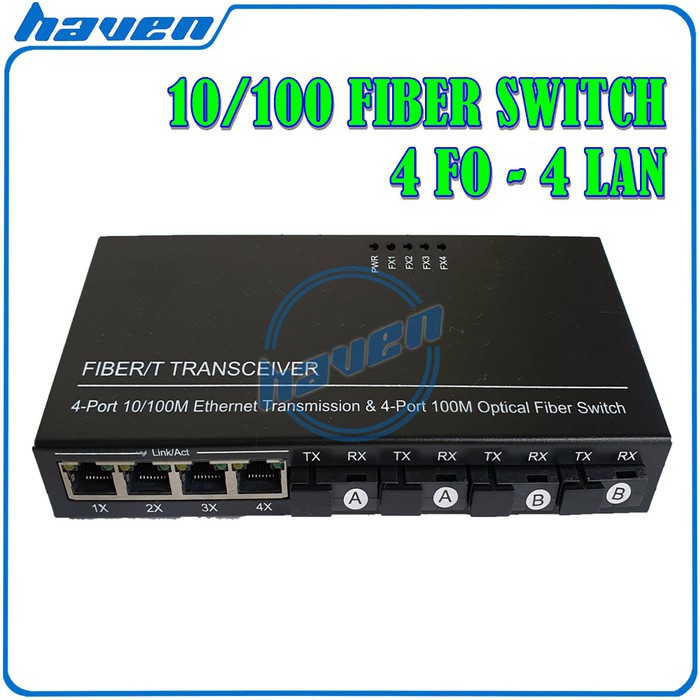 haven
10/100 FIBER SWITCH
4 FO - 4 LAN
PWR FX1 FX2 FX3 FX4
haven
FIBER/T TRANSCEIVER
4-Port 10/100M Ethernet Transmission & 4-Port 100M Optical Fiber Switch
Link/Act TX RX TX RX TX RX TX RX
A A B B
1X 2X 3X 4X